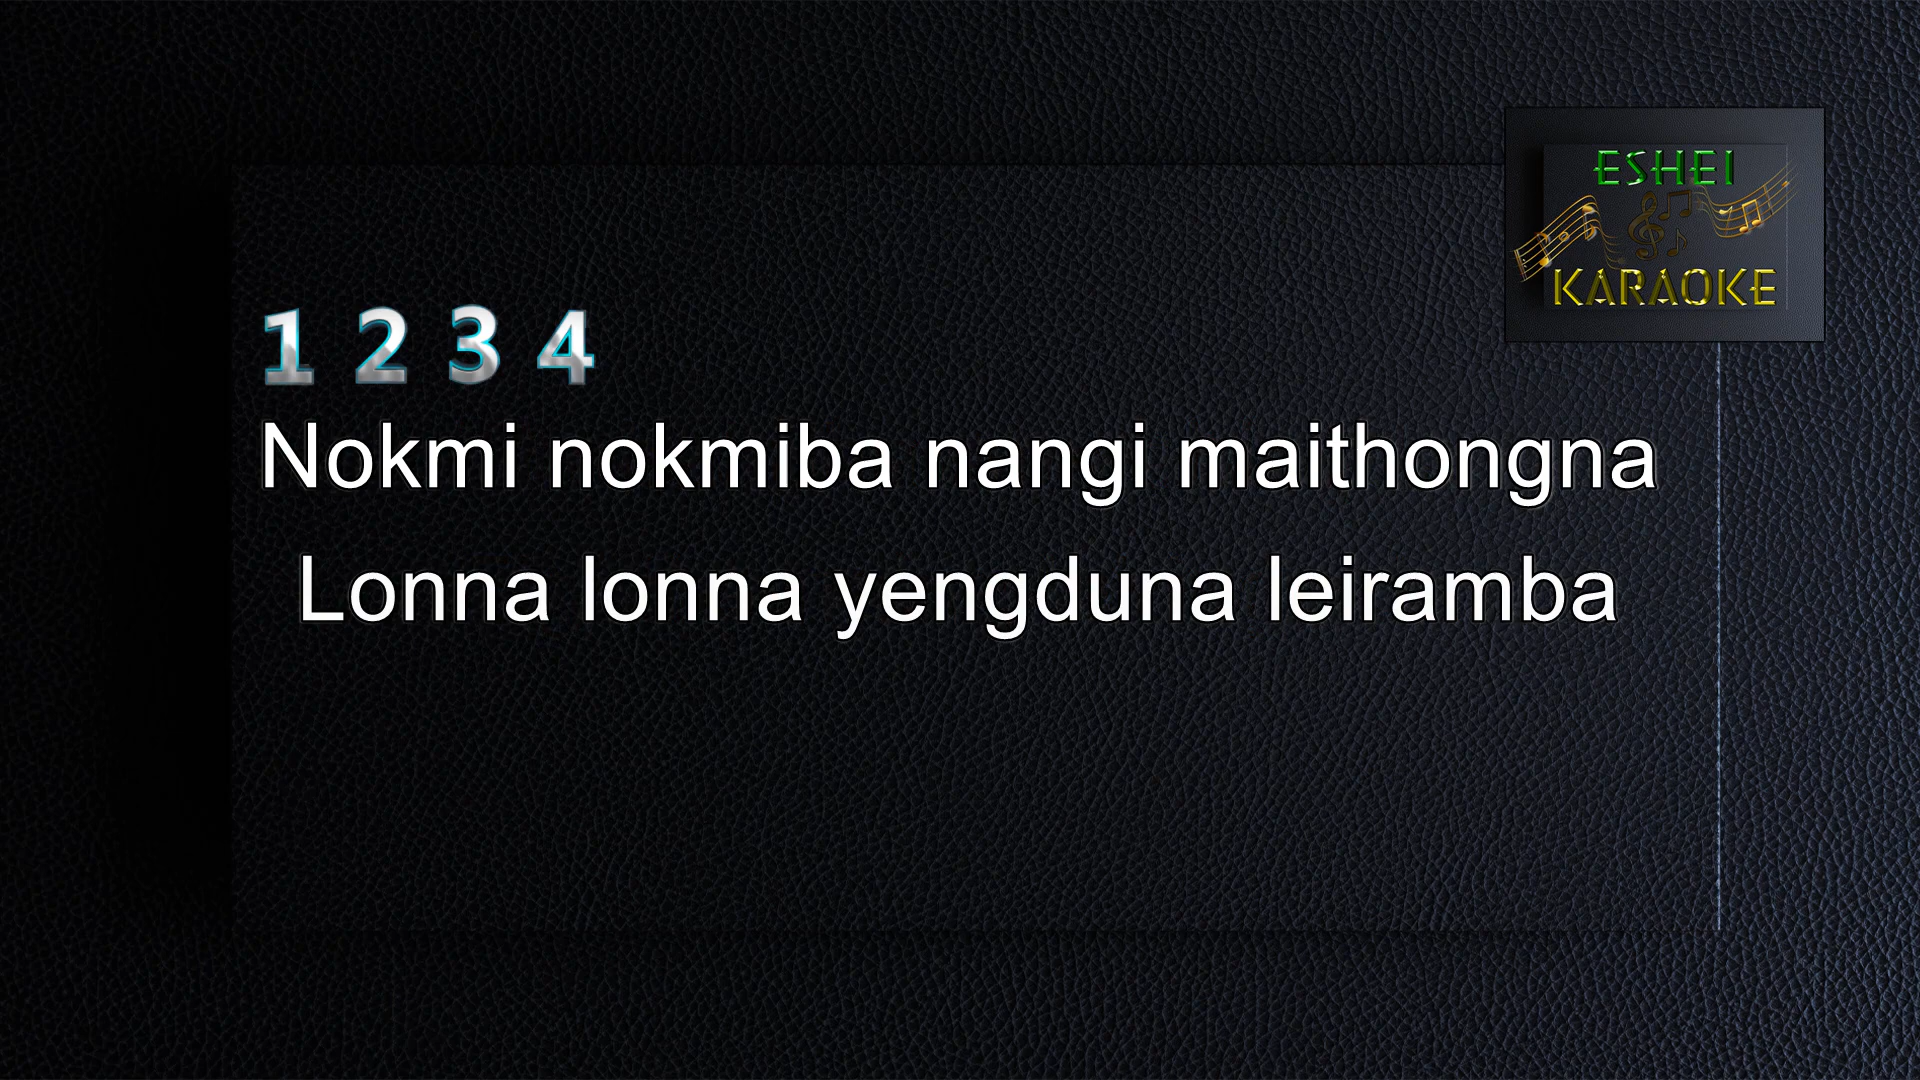 ESHEI
KARAOKE
1 2 3 4
Nokmi nokmiba nangi maithongna
Lonna lonna yengduna leiramba